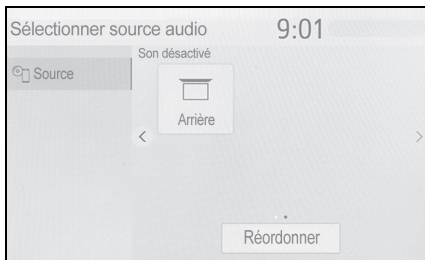 Sélectionner source audio
9:01
Son désactivé
Source
Arrière
Réordonner